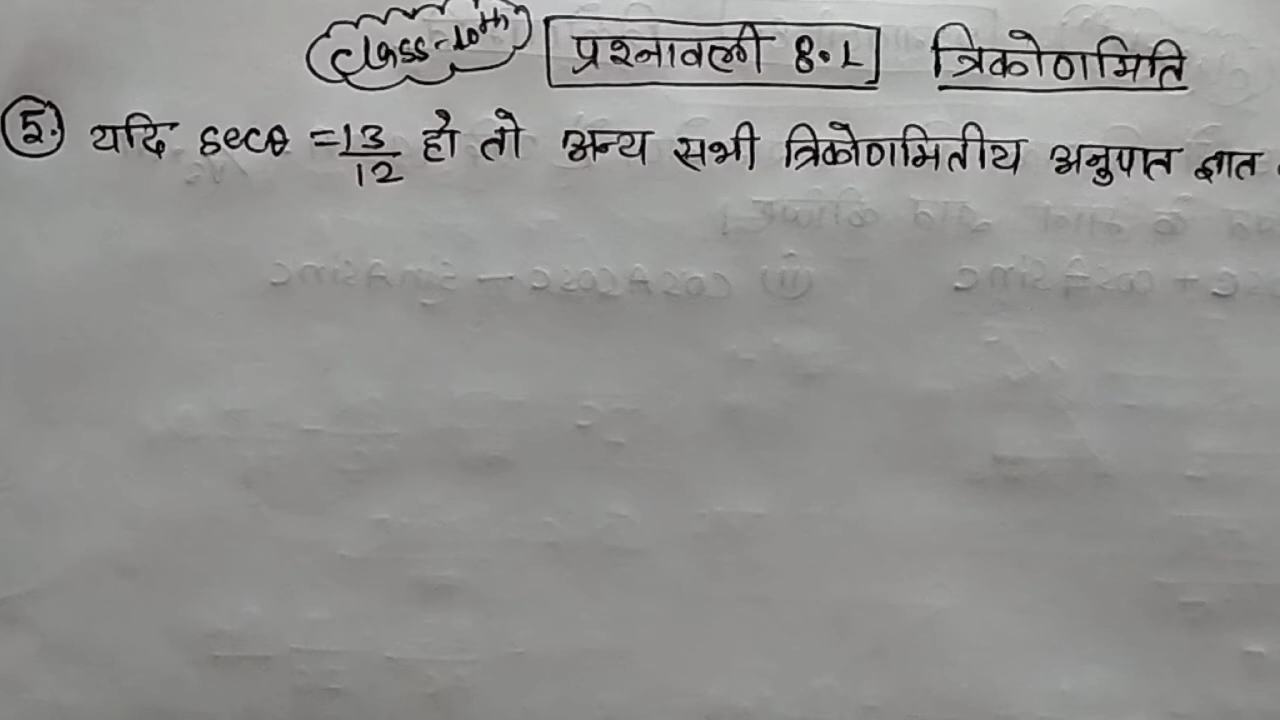 Class-10th प्रश्नावली 8.1 त्रिकोणमिति
5. यदि secθ = 13/12 हो तो अन्य सभी त्रिकोणमितीय अनुपात ज्ञात